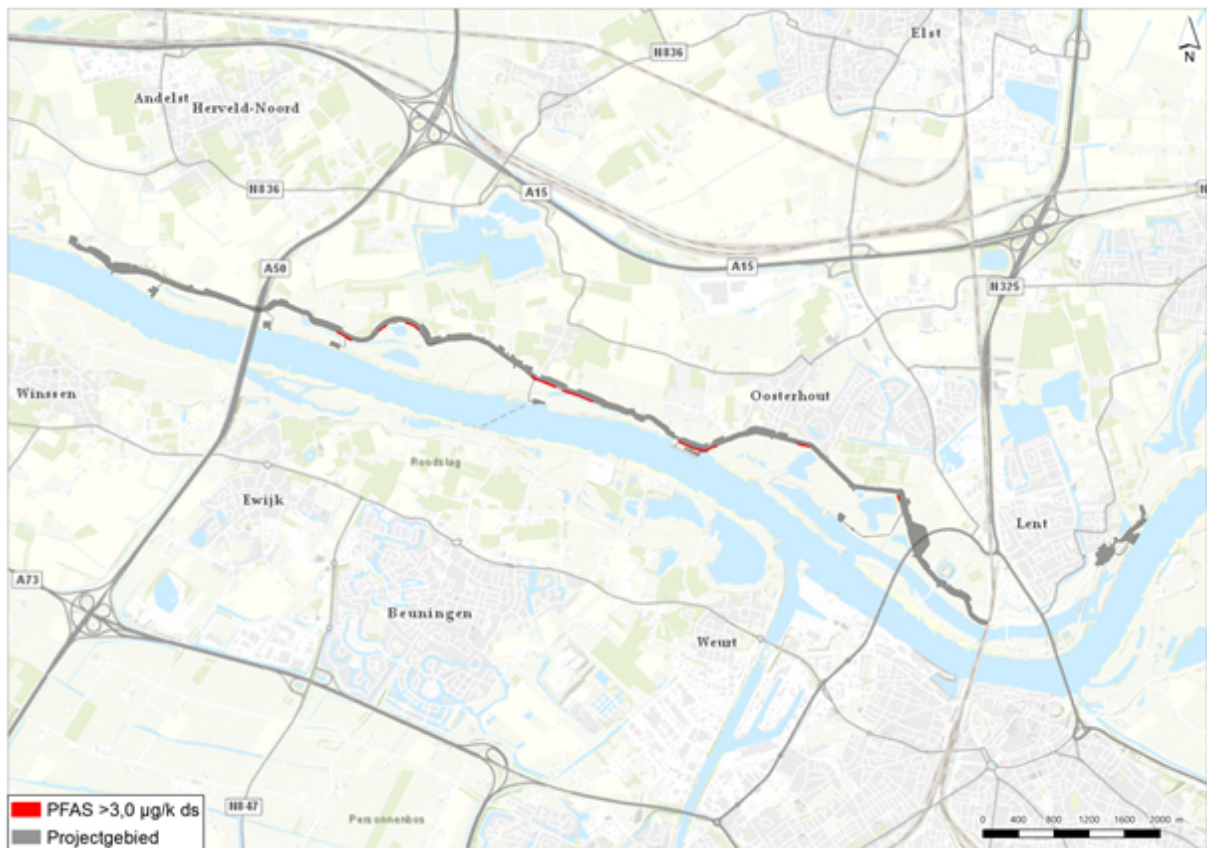 Elst
N
N836
Andelst
Herveld-Noord
N836
A15
A50
A15
N325
N
Winssen
Oosterhout
Roodslag
Ewijk
Lent
A73
Beuningen
Weurt
N847
Personnenbos
PFAS >3,0 µg/k ds
Projectgebied
0 400 800 1200 1600 2000 m